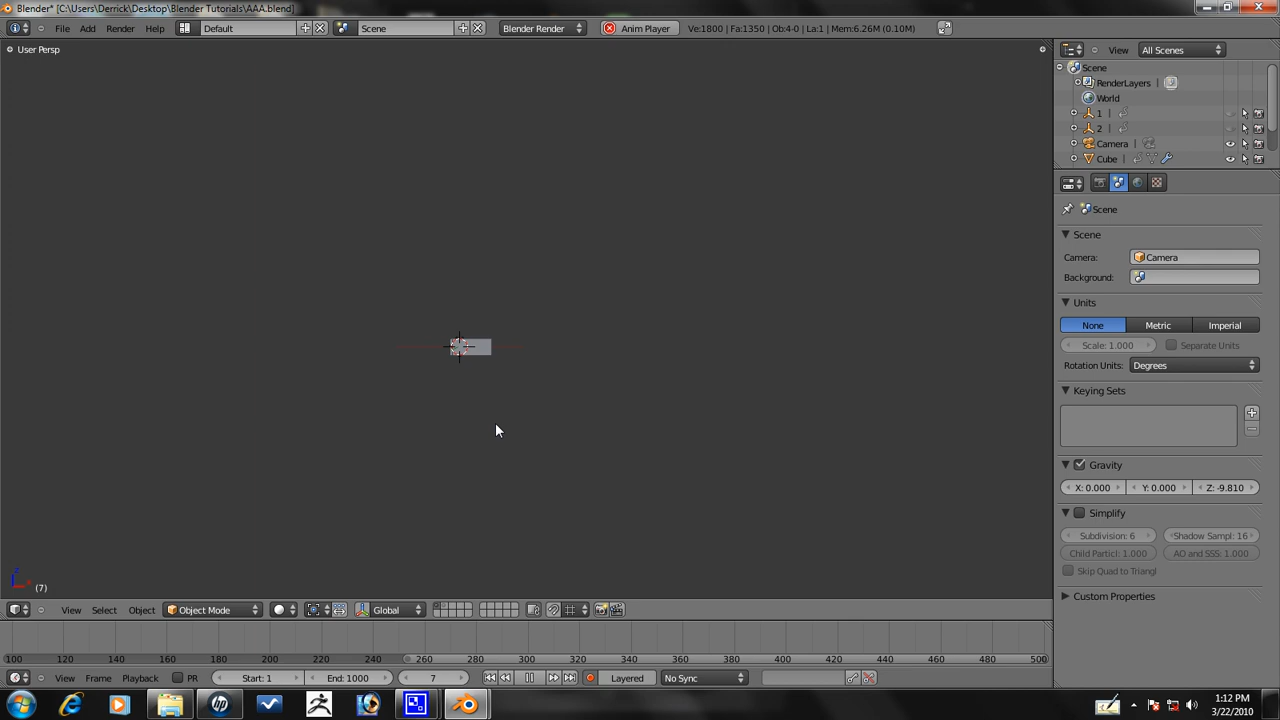 Blender* [C:\Users\Derrick\Desktop\Blender Tutorials\AAA.blend]
File Add Render Help Default Scene Blender Render Anim Player Ve:1800 | Fa:1350 | Ob:4-0 | La:1 | Mem:6.26M (0.10M)
User Persp
View All Scenes
Scene
RenderLayers
World
1
2
Camera
Cube
Scene
Scene
Camera: Camera
Background:
Units
None Metric Imperial
Scale: 1.000 Separate Units
Rotation Units: Degrees
Keying Sets
Gravity
X: 0.000 Y: 0.000 Z: -9.810
Simplify
Subdivision: 6 Shadow Sampl: 16
Child Particl: 1.000 AO and SSS: 1.000
Skip Quad to Triangl
Custom Properties
z
x
(7)
View Select Object Object Mode Global
100 120 140 160 180 200 220 240 260 280 300 320 340 360 380 400 420 440 460 480 500
View Frame Playback PR Start: 1 End: 1000 7 Layered No Sync
hp
1:12 PM
3/22/2010